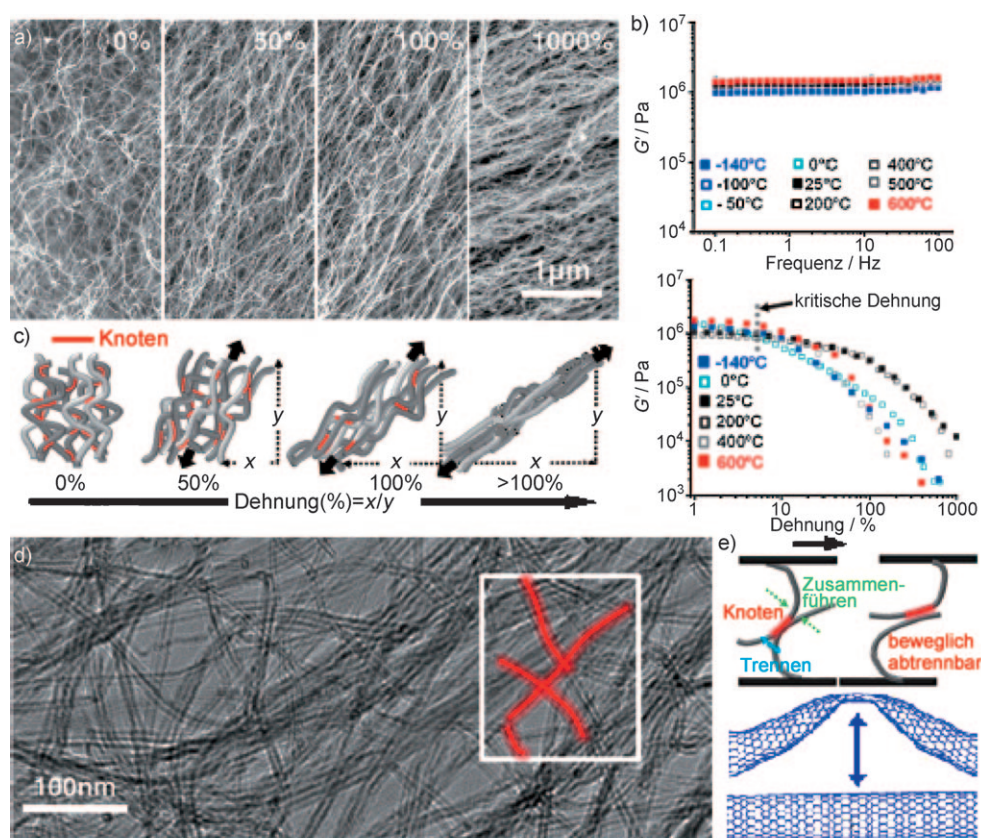 a)
0%
50%
100%
1000%
1µm
b)
10⁷
10⁶
10⁵
10⁴
G′ / Pa
-140°C
0°C
400°C
-100°C
25°C
500°C
- 50°C
200°C
600°C
0.1
1
10
100
Frequenz / Hz
c)
Knoten
y
x
y
x
y
x
0%
50%
100%
>100%
Dehnung(%)=x/y
10⁷
10⁶
10⁵
10⁴
10³
G′ / Pa
kritische Dehnung
-140°C
0°C
25°C
200°C
400°C
600°C
1
10
100
1000
Dehnung / %
d)
100nm
e)
Zusammen-
führen
Knoten
Trennen
beweglich
abtrennbar